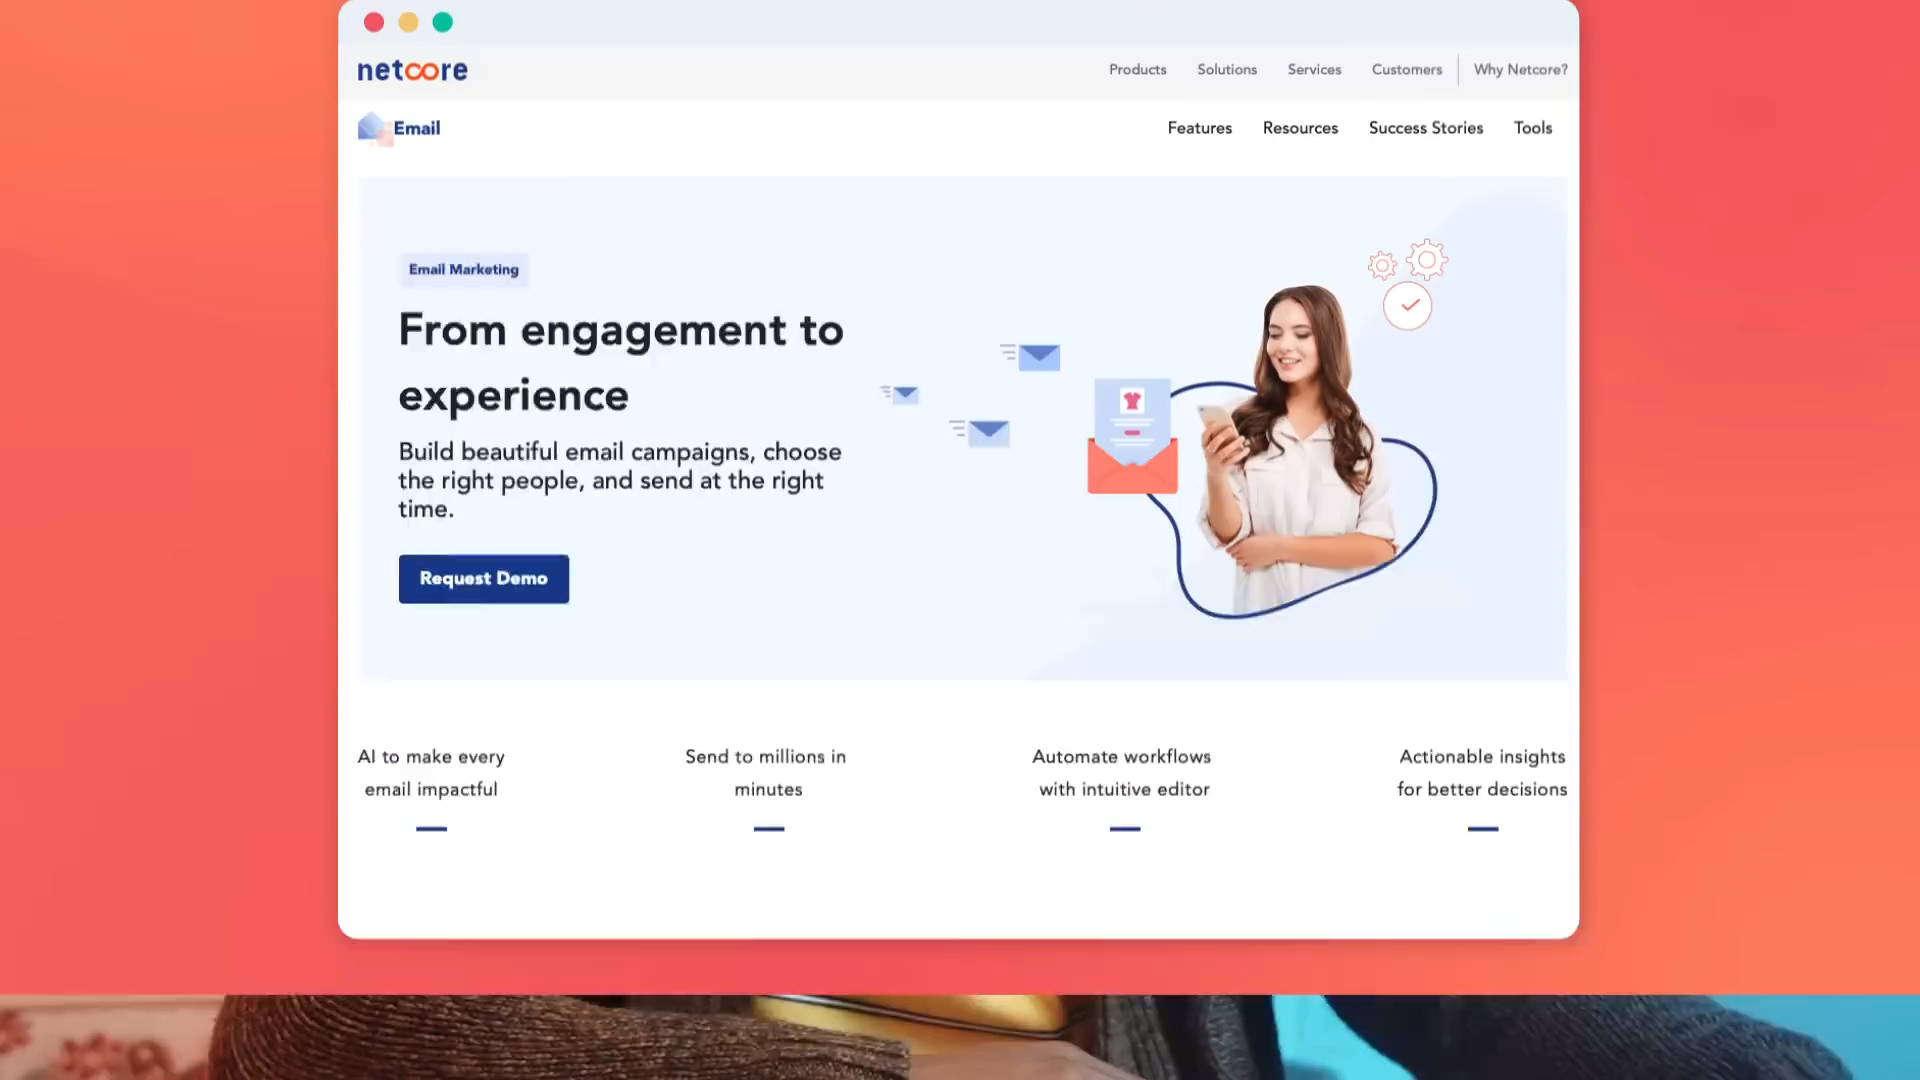 netcore
Products Solutions Services Customers Why Netcore?
Email
Features Resources Success Stories Tools
Email Marketing
From engagement to
experience
Build beautiful email campaigns, choose
the right people, and send at the right
time.
Request Demo
AI to make every
email impactful
Send to millions in
minutes
Automate workflows
with intuitive editor
Actionable insights
for better decisions